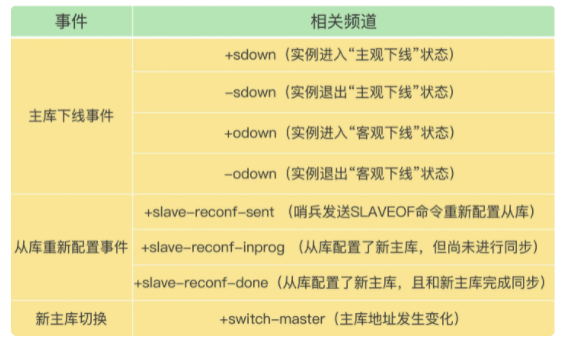 事件 相关频道
主库下线事件
+sdown（实例进入“主观下线”状态）
-sdown（实例退出“主观下线”状态）
+odown（实例进入“客观下线”状态）
-odown（实例退出“客观下线”状态）
从库重新配置事件
+slave-reconf-sent （哨兵发送SLAVEOF命令重新配置从库）
+slave-reconf-inprog （从库配置了新主库，但尚未进行同步）
+slave-reconf-done（从库配置了新主库，且和新主库完成同步）
新主库切换
+switch-master（主库地址发生变化）